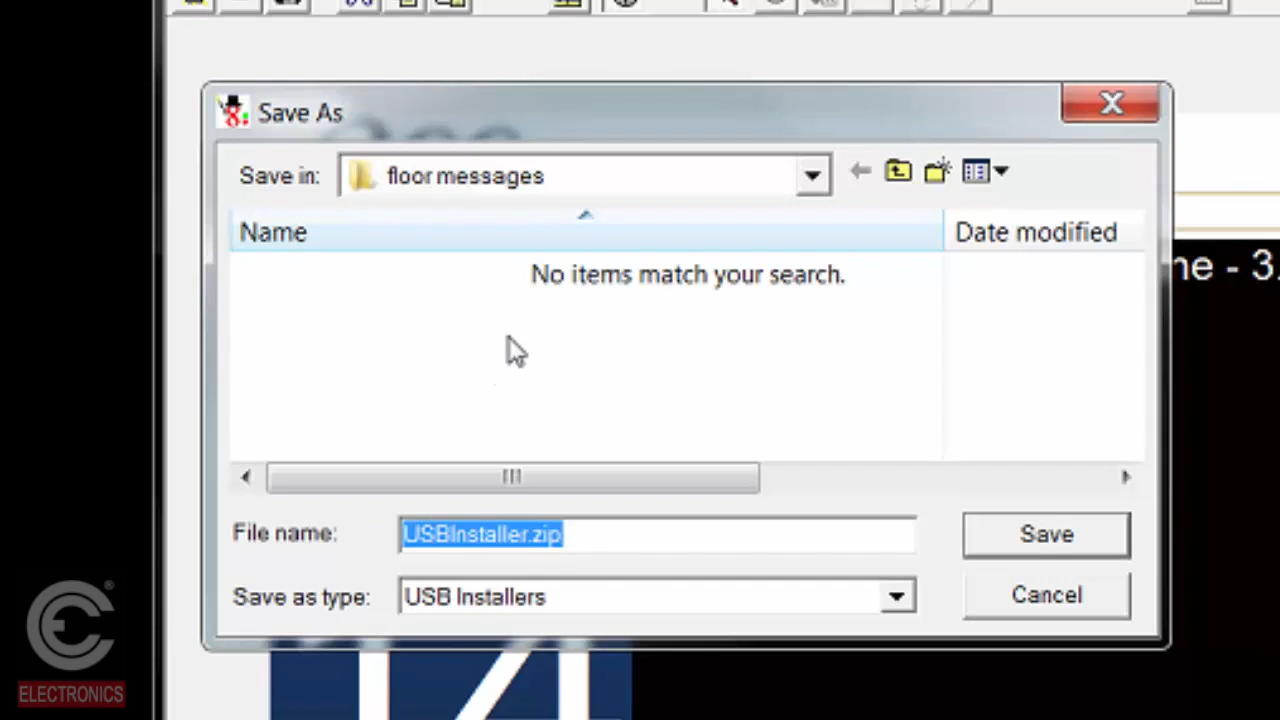 Save As
Save in: floor messages
Name Date modified
No items match your search.
ne - 3.
File name: USBInstaller.zip Save
Save as type: USB Installers Cancel
ELECTRONICS